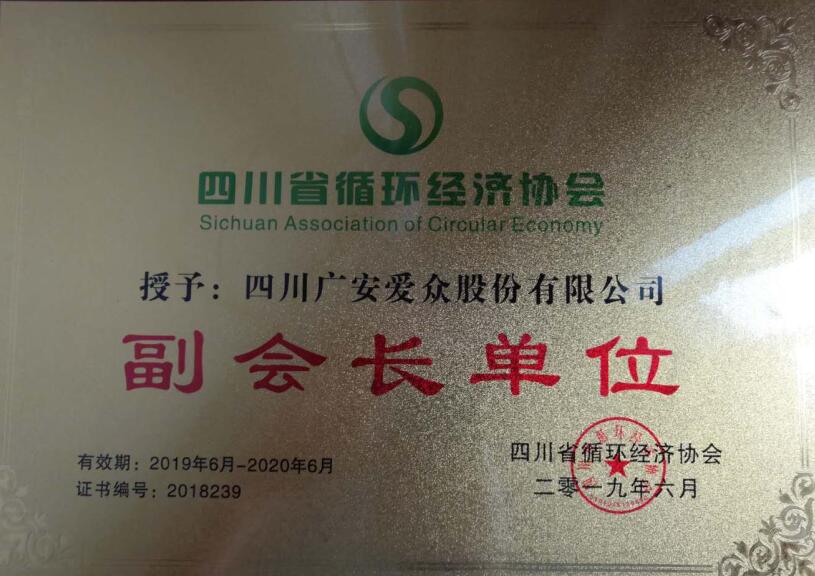 四川省循环经济协会
Sichuan Association of Circular Economy
授予：四川广安爱众股份有限公司
副会长单位
有效期：2019年6月-2020年6月
证书编号：2018239
四川省循环经济协会
二零一九年六月